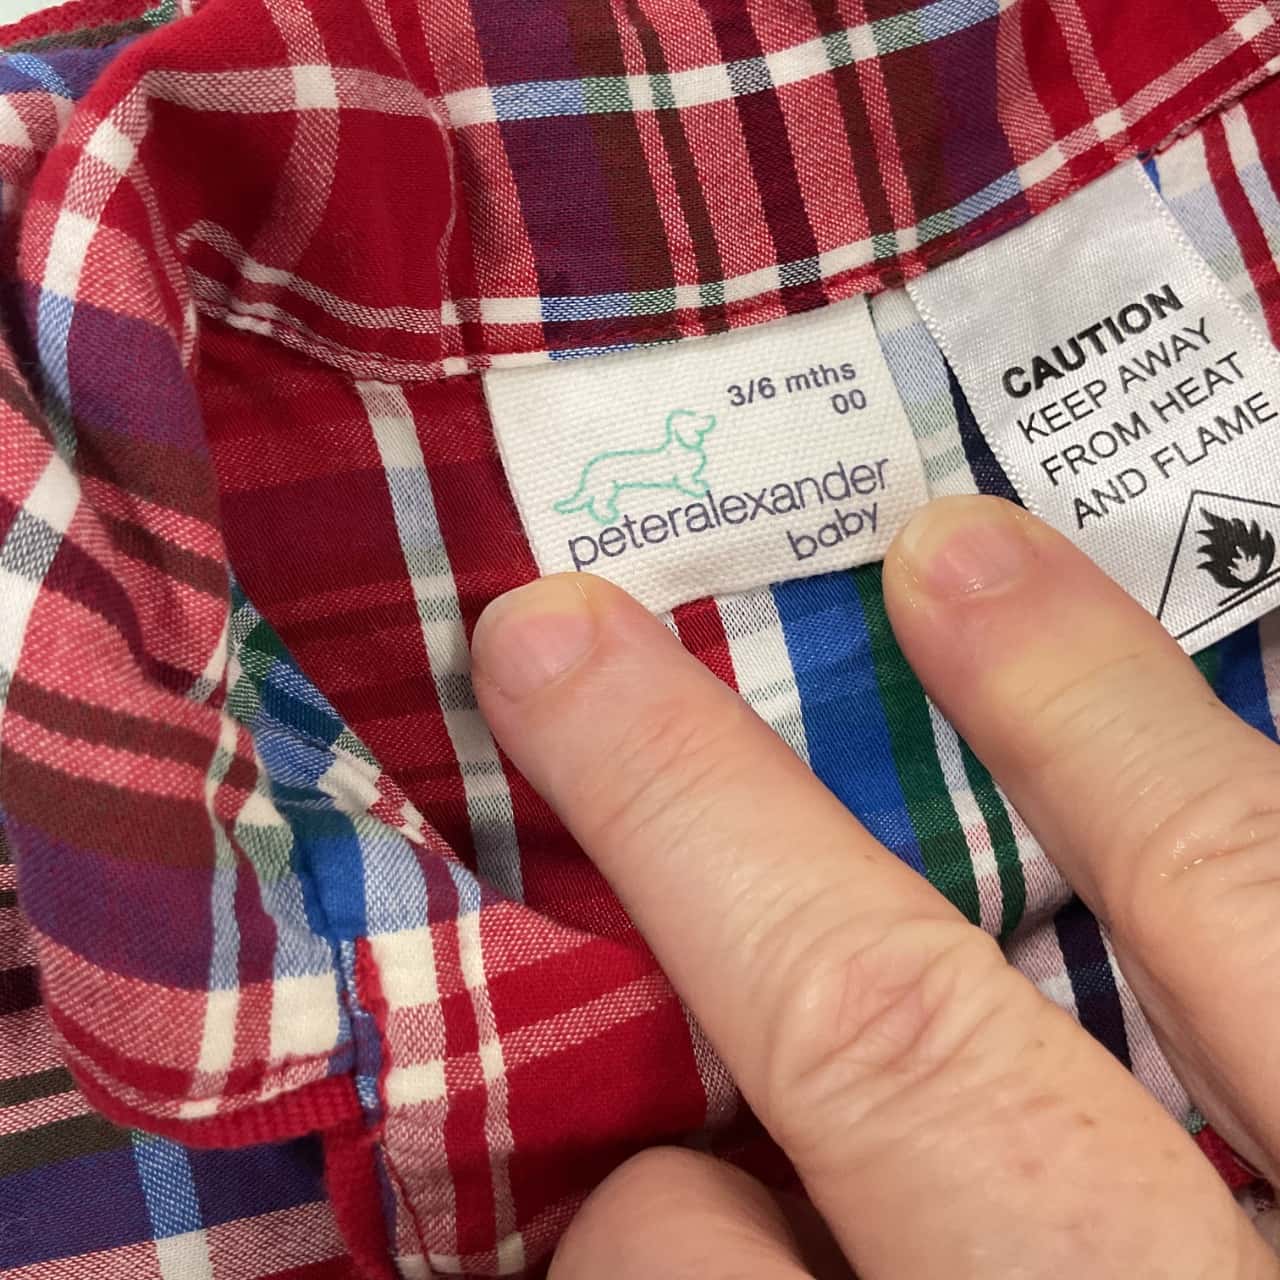 3/6 mths
00
peteralexander
baby
CAUTION
KEEP AWAY
FROM HEAT
AND FLAME